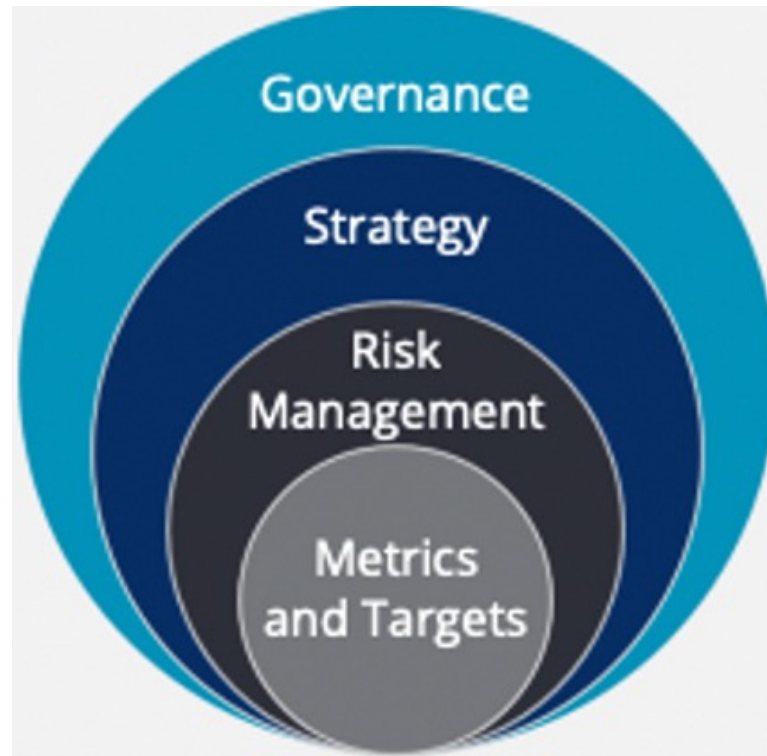 Governance
Strategy
Risk
Management
Metrics
and Targets